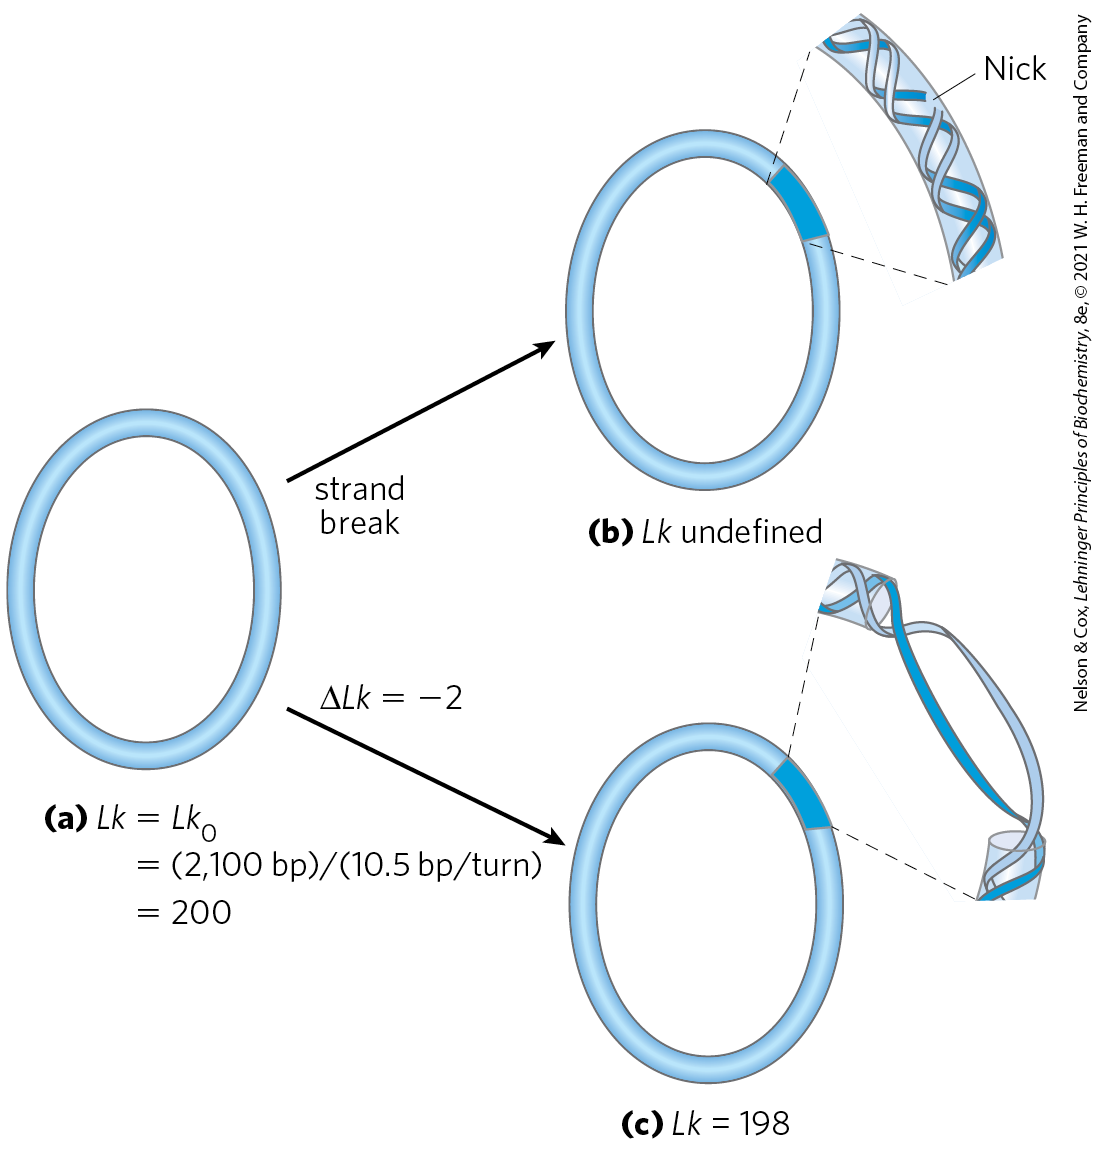 Nick
strand
break
(b) Lk undefined
ΔLk = −2
(a) Lk = Lk₀
= (2,100 bp)/(10.5 bp/turn)
= 200
(c) Lk = 198
Nelson & Cox, Lehninger Principles of Biochemistry, 8e, © 2021 W. H. Freeman and Company